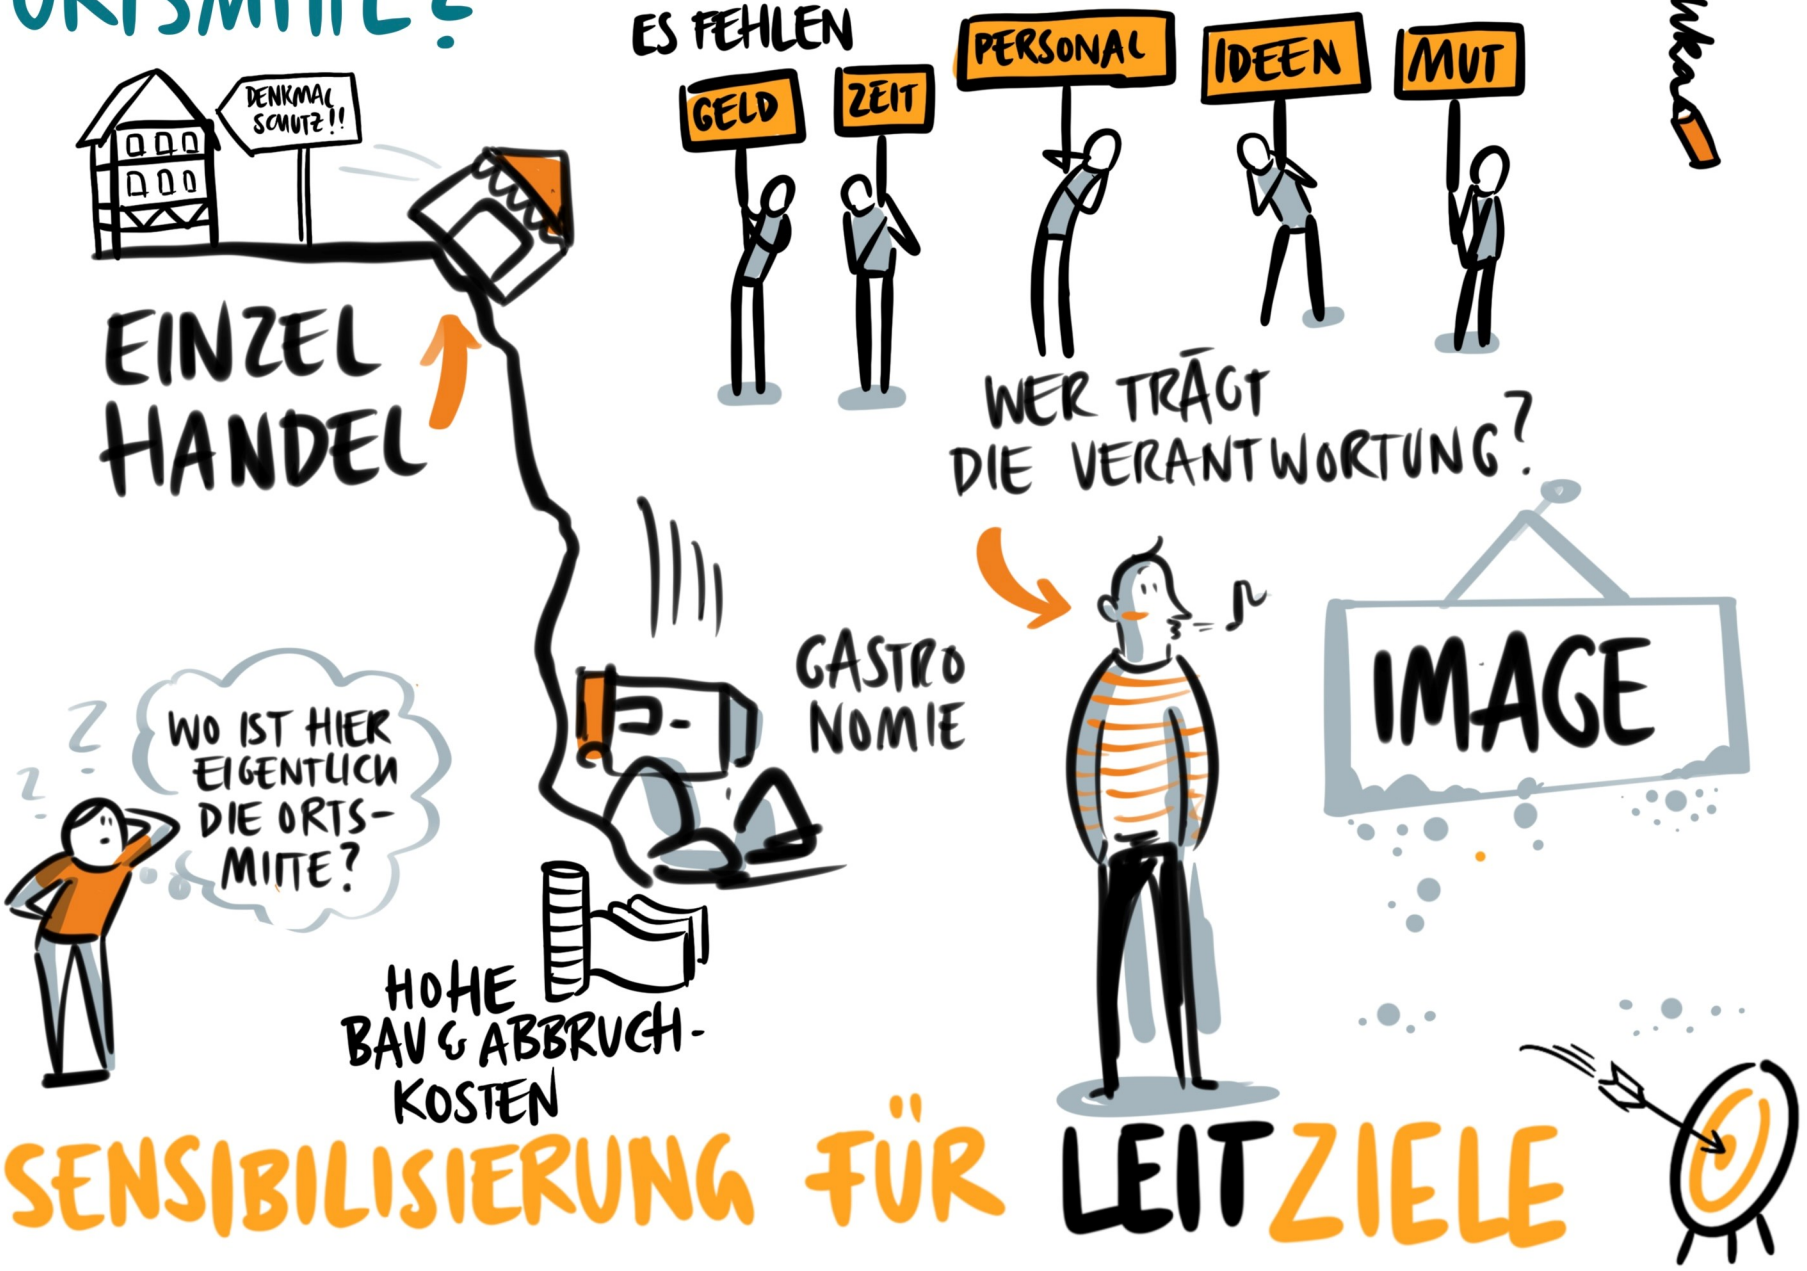 ORTSMITTE?
ES FEHLEN
GELD
ZEIT
PERSONAL
IDEEN
MUT
DENKMAL
SCHUTZ!!
EINZEL
HANDEL
WER TRÄGT
DIE VERANTWORTUNG?
GASTRO
NOMIE
IMAGE
WO IST HIER
EIGENTLICH
DIE ORTS-
MITTE?
Z
Z
HOHE
BAU & ABBRUCH-
KOSTEN
SENSIBILISIERUNG FÜR LEITZIELE